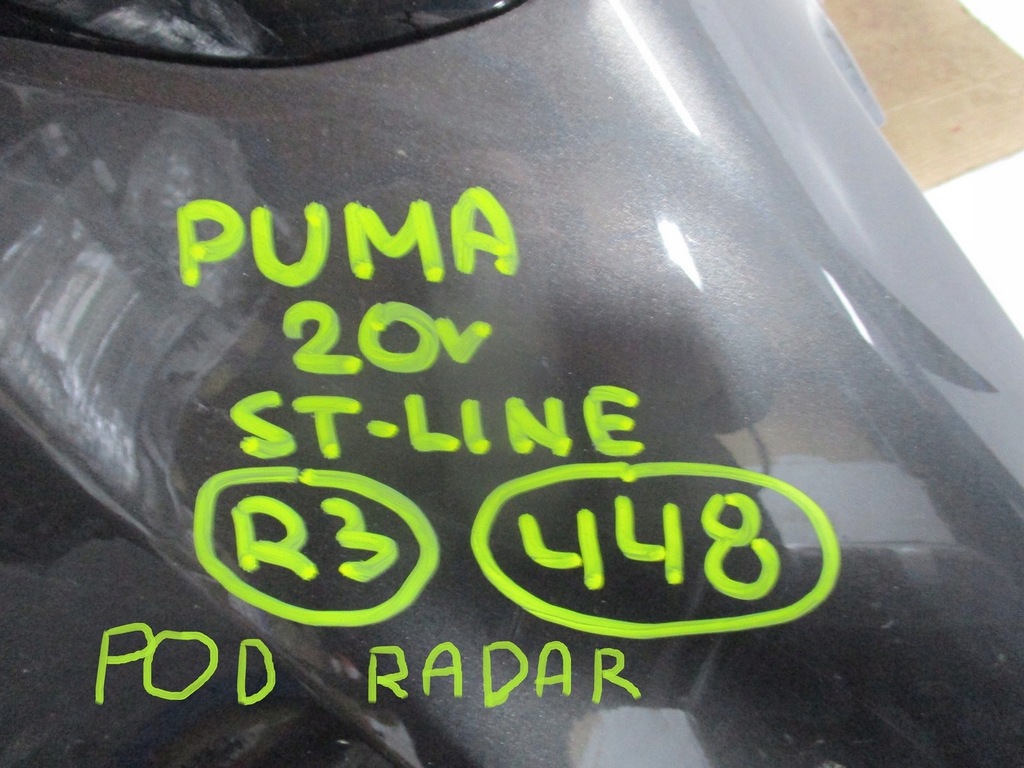 PUMA
20v
ST-LINE
R3 448
POD RADAR